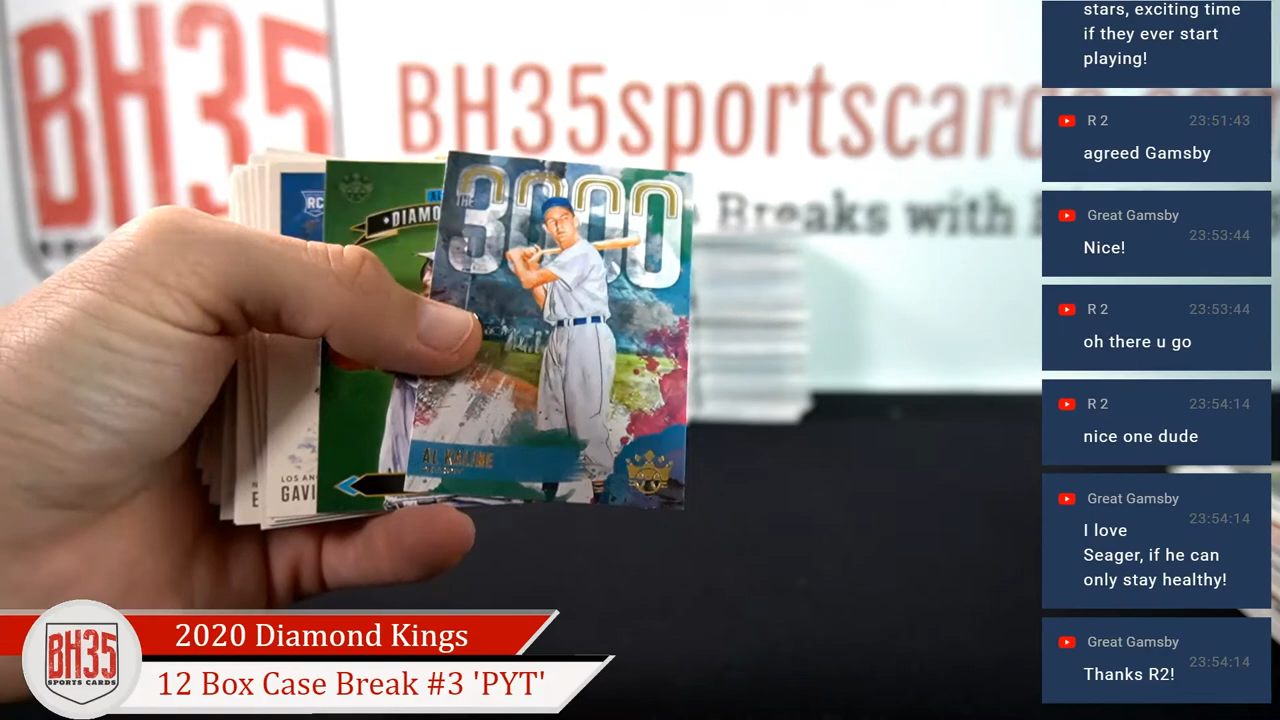 BH35
BH35sportscards
Breaks with
RC
DIAMO
THE
3000
AL KALINE
LOS AN
GAVI
N
E
BH35
SPORTS CARDS
2020 Diamond Kings
12 Box Case Break #3 'PYT'
stars, exciting time
if they ever start
playing!
R 2 23:51:43
agreed Gamsby
Great Gamsby 23:53:44
Nice!
R 2 23:53:44
oh there u go
R 2 23:54:14
nice one dude
Great Gamsby 23:54:14
I love
Seager, if he can
only stay healthy!
Great Gamsby 23:54:14
Thanks R2!